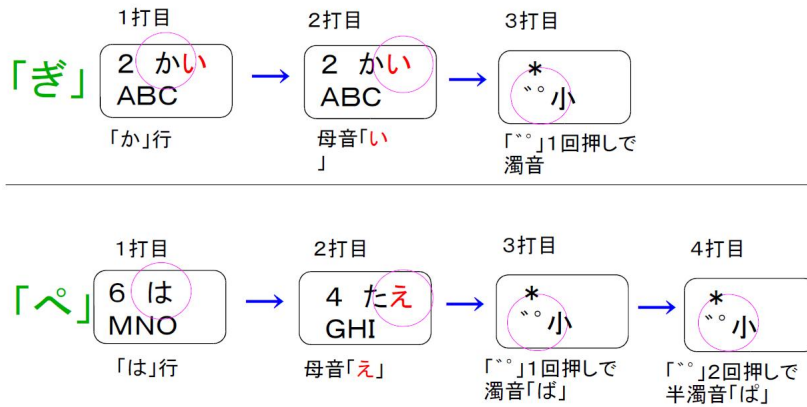 1打目 2打目 3打目
「ぎ」 2 かい → 2 かい → *
ABC ABC ゛゜小
「か」行 母音「い
」 「゛゜」1回押しで
濁音
1打目 2打目 3打目 4打目
「ペ」 6 は → 4 たえ → * → *
MNO GHI ゛゜小 ゛゜小
「は」行 母音「え」 「゛゜」1回押しで
濁音「ば」 「゛゜」2回押しで
半濁音「ぱ」